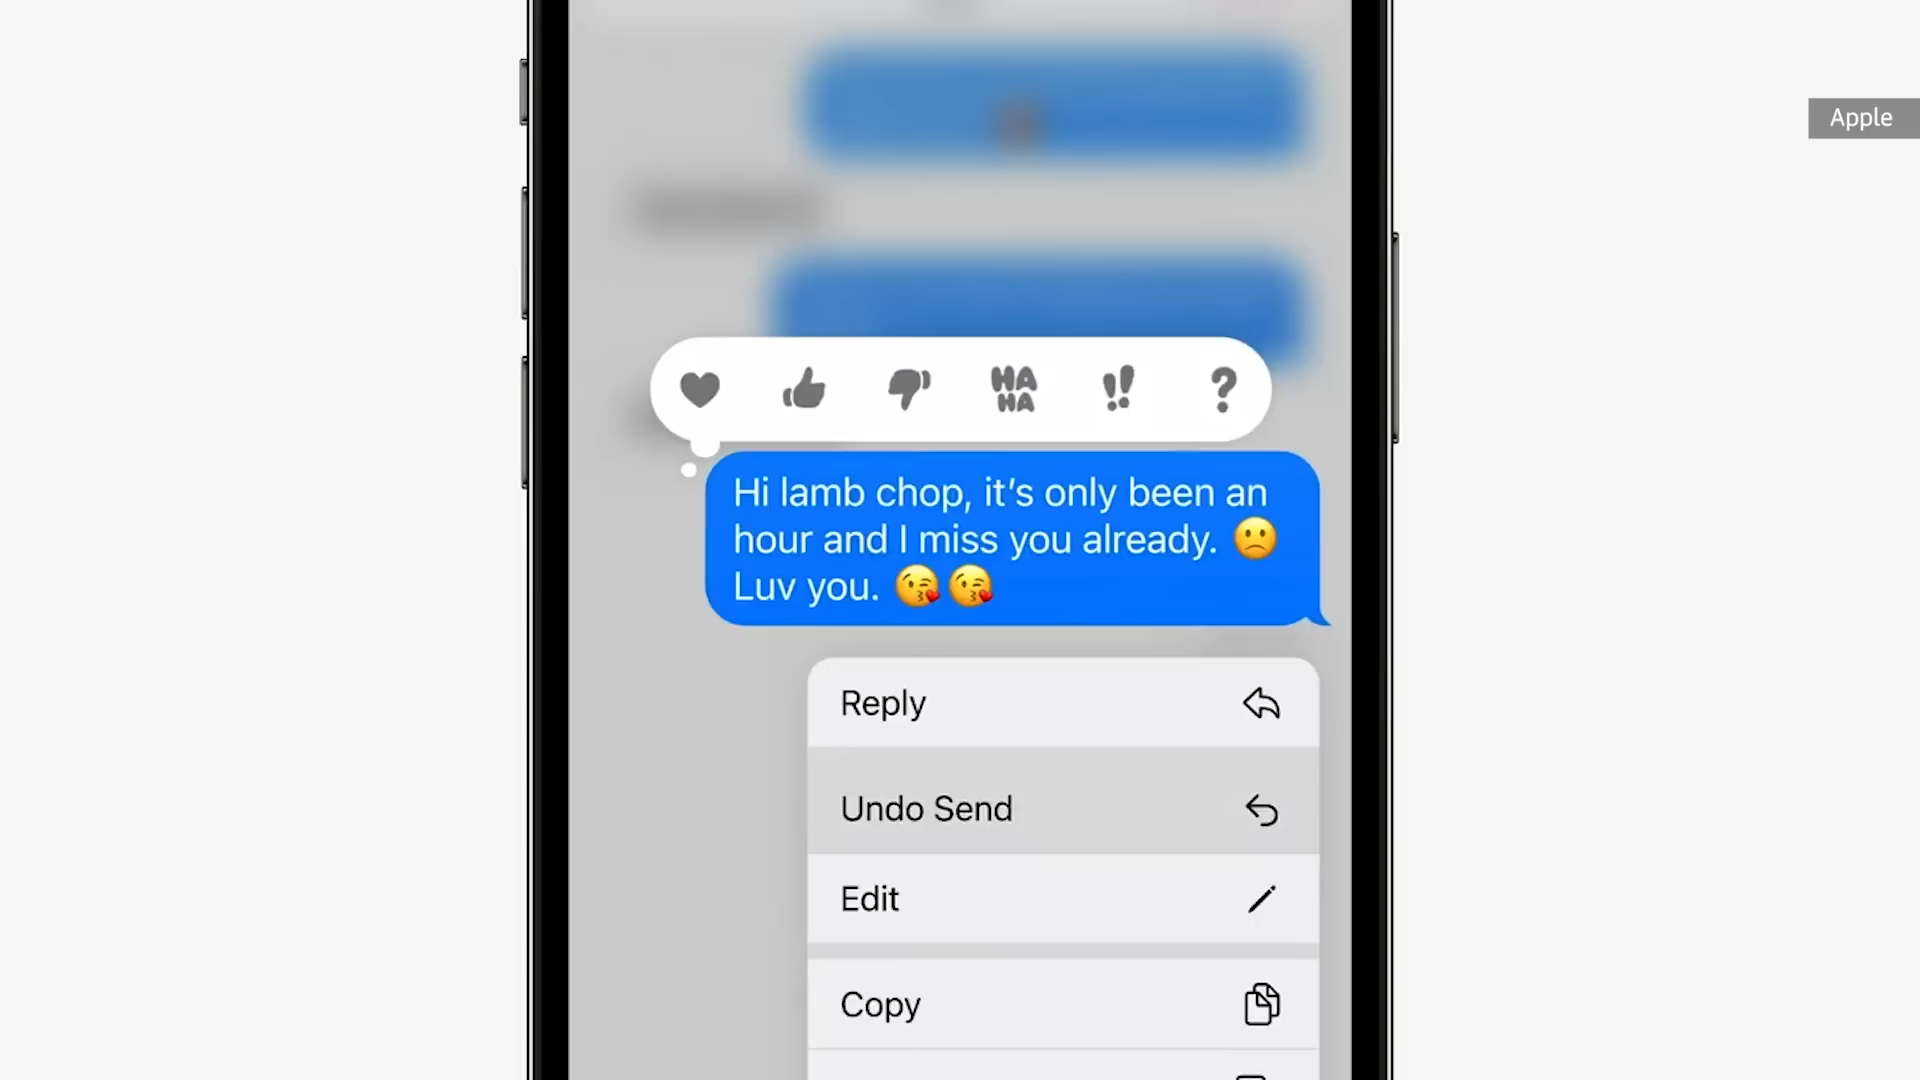 Apple
HA
HA
Hi lamb chop, it’s only been an
hour and I miss you already. 🙁
Luv you. 😘😘
Reply
Undo Send
Edit
Copy